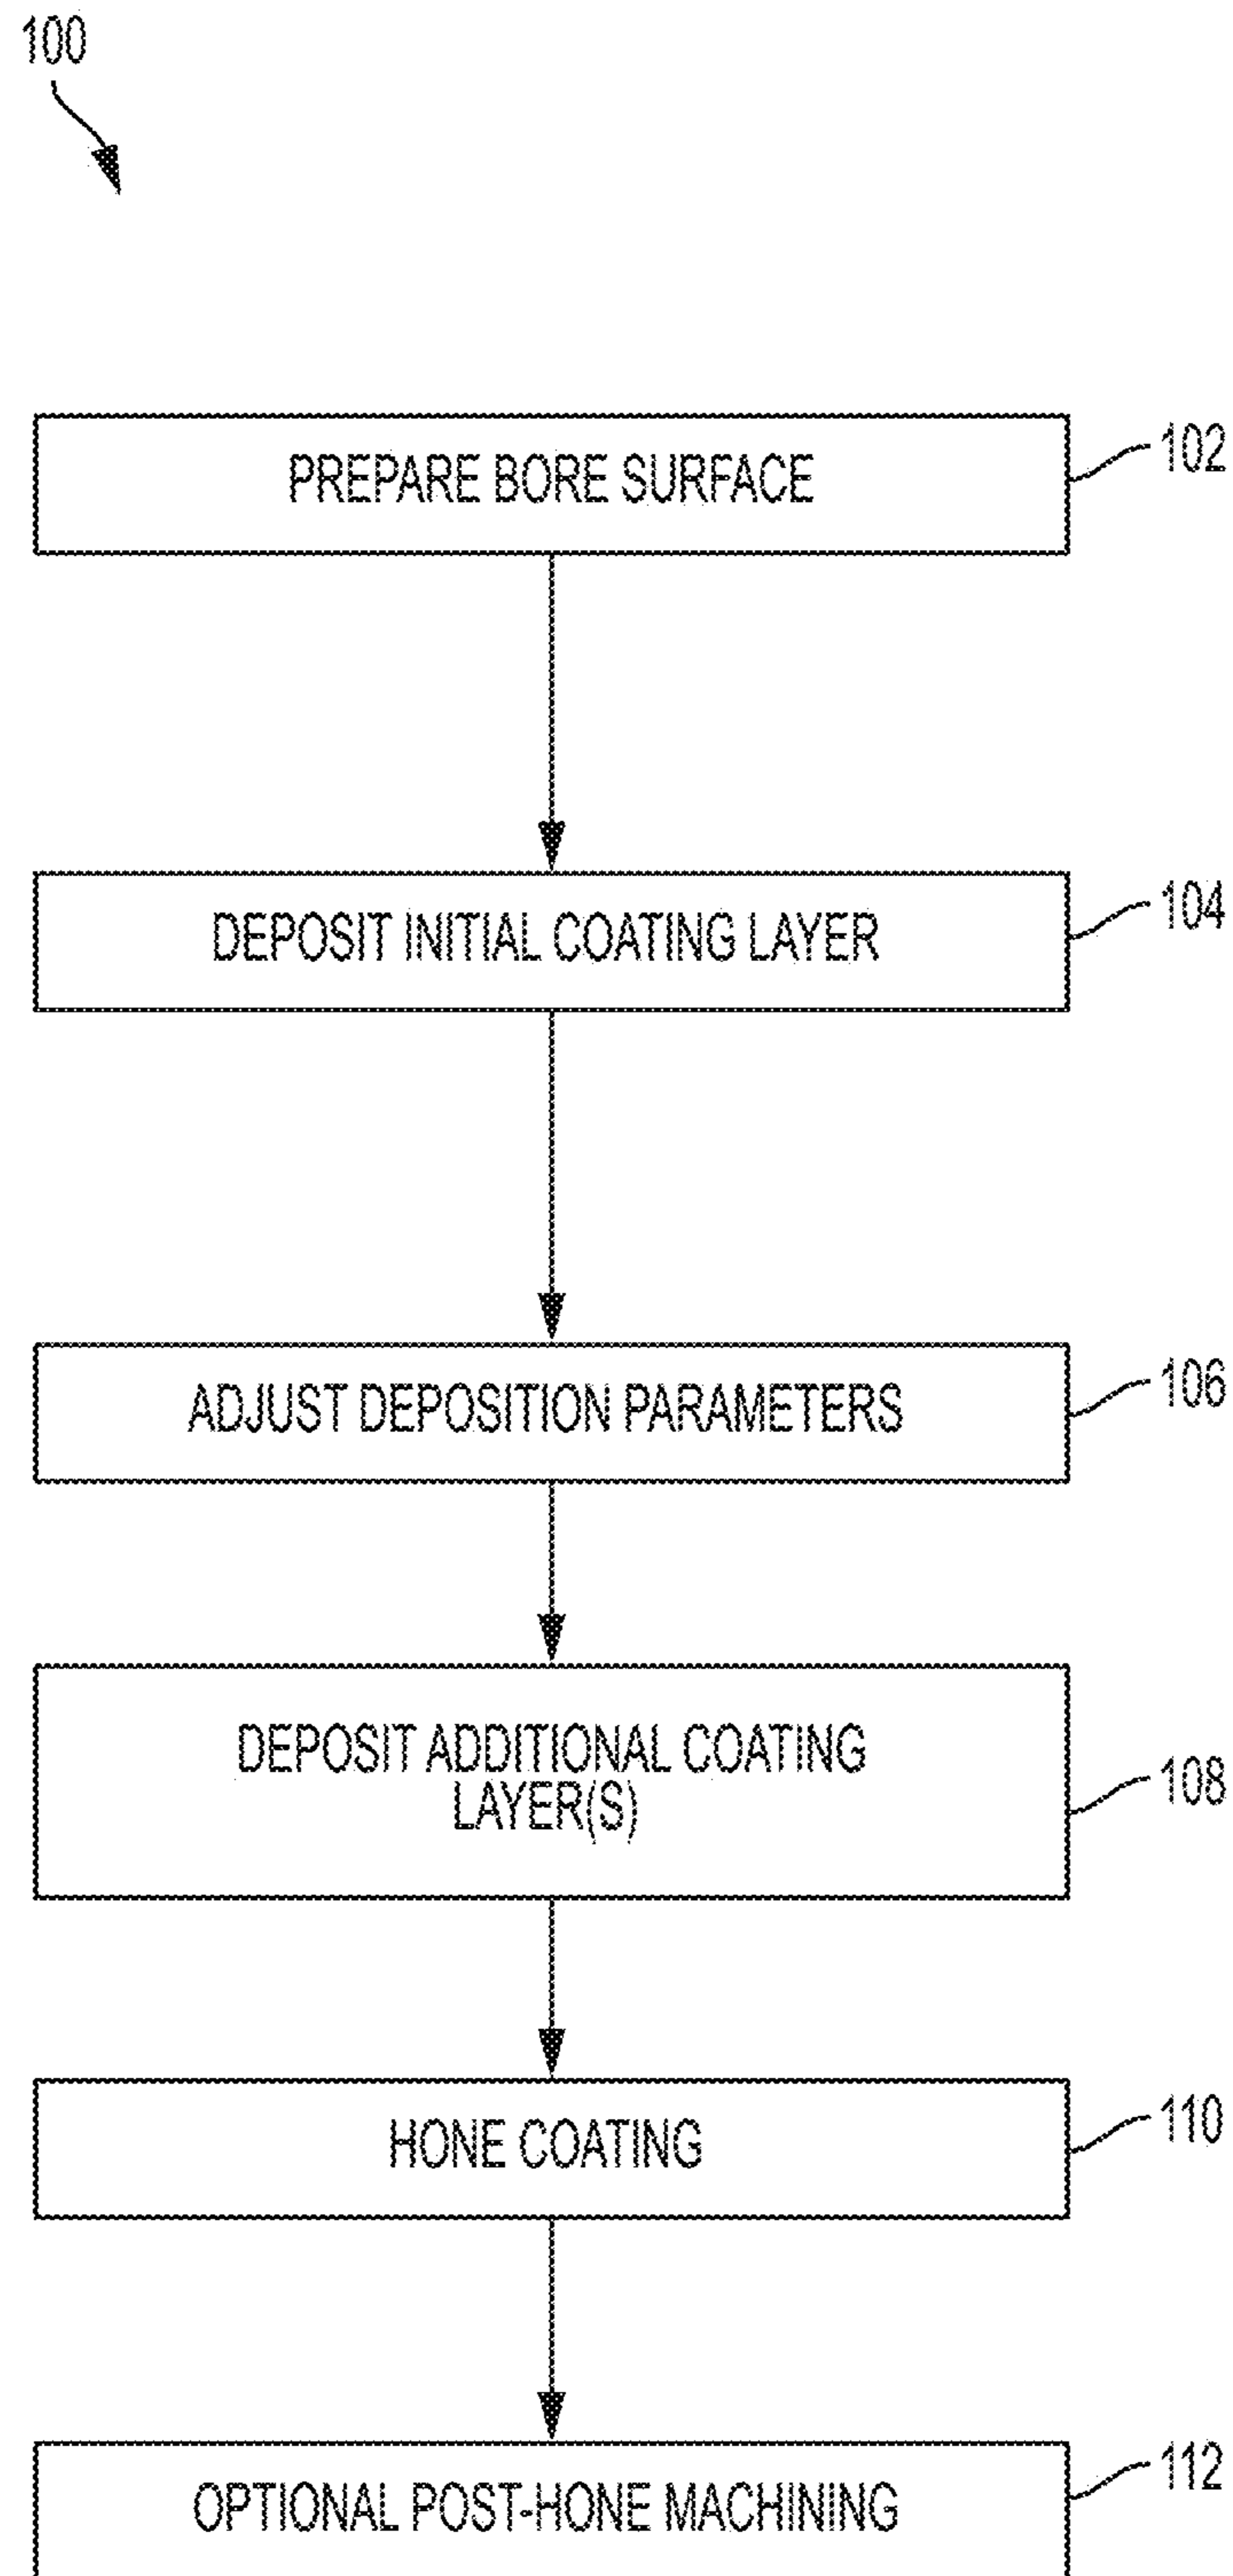 100
PREPARE BORE SURFACE
102
DEPOSIT INITIAL COATING LAYER
104
ADJUST DEPOSITION PARAMETERS
106
DEPOSIT ADDITIONAL COATING
LAYER(S)
108
HONE COATING
110
OPTIONAL POST-HONE MACHINING
112